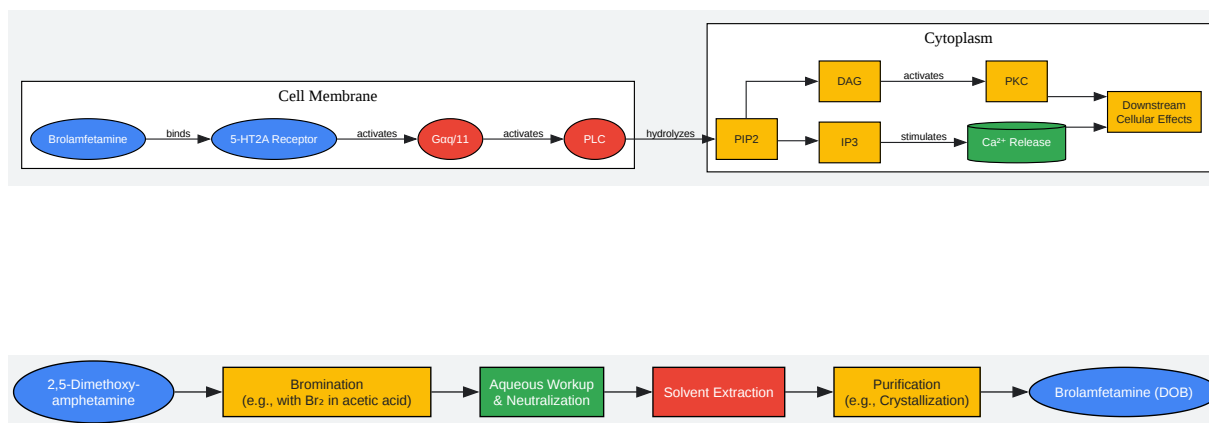 Cell Membrane
Brolamfetamine
binds
5-HT2A Receptor
activates
Gαq/11
activates
PLC
hydrolyzes
Cytoplasm
PIP2
DAG
activates
PKC
IP3
stimulates
Ca²⁺ Release
Downstream
Cellular Effects
2,5-Dimethoxy-
amphetamine
Bromination
(e.g., with Br₂ in acetic acid)
Aqueous Workup
& Neutralization
Solvent Extraction
Purification
(e.g., Crystallization)
Brolamfetamine (DOB)